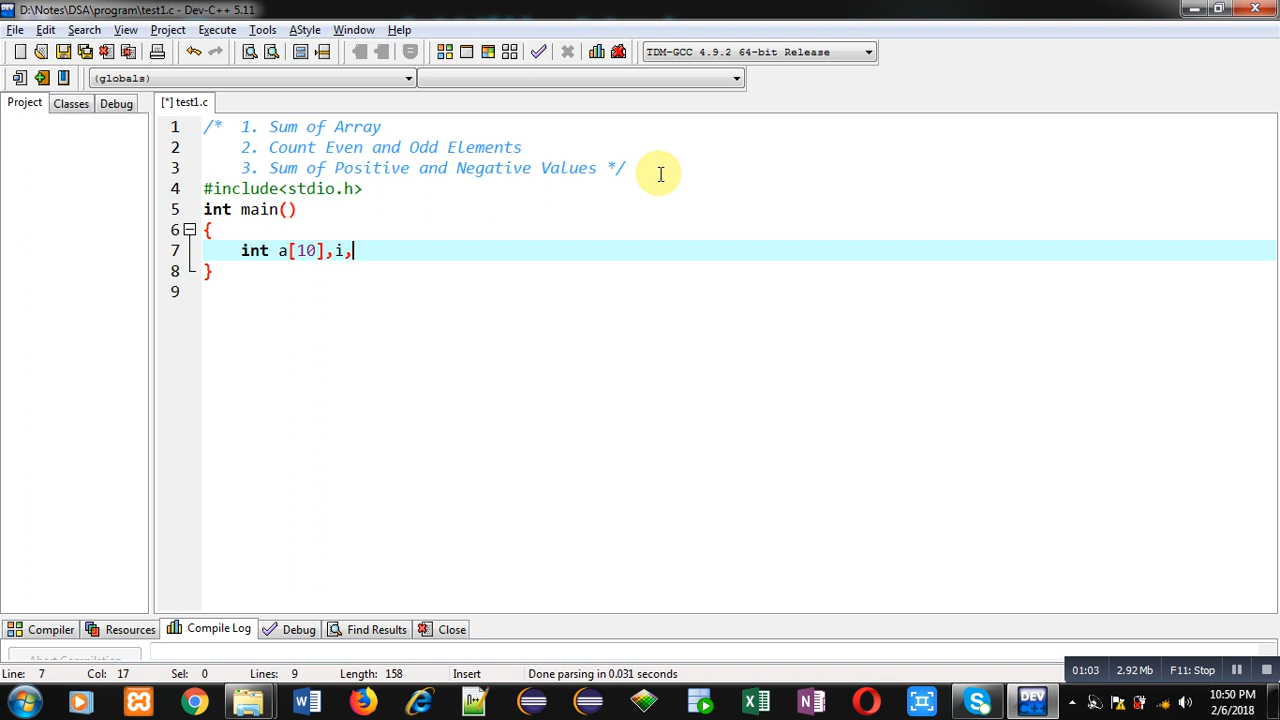 D:\Notes\DSA\program\test1.c - Dev-C++ 5.11
File Edit Search View Project Execute Tools AStyle Window Help
TDM-GCC 4.9.2 64-bit Release
(globals)
Project Classes Debug [*] test1.c
1 /* 1. Sum of Array
2 2. Count Even and Odd Elements
3 3. Sum of Positive and Negative Values */
4 #include<stdio.h>
5 int main()
6 {
7 int a[10],i,
8 }
9
Compiler Resources Compile Log Debug Find Results Close
Abort Compilation
Line: 7 Col: 17 Sel: 0 Lines: 9 Length: 158 Insert Done parsing in 0.031 seconds
01:03 2.92 Mb F11: Stop
10:50 PM
2/6/2018